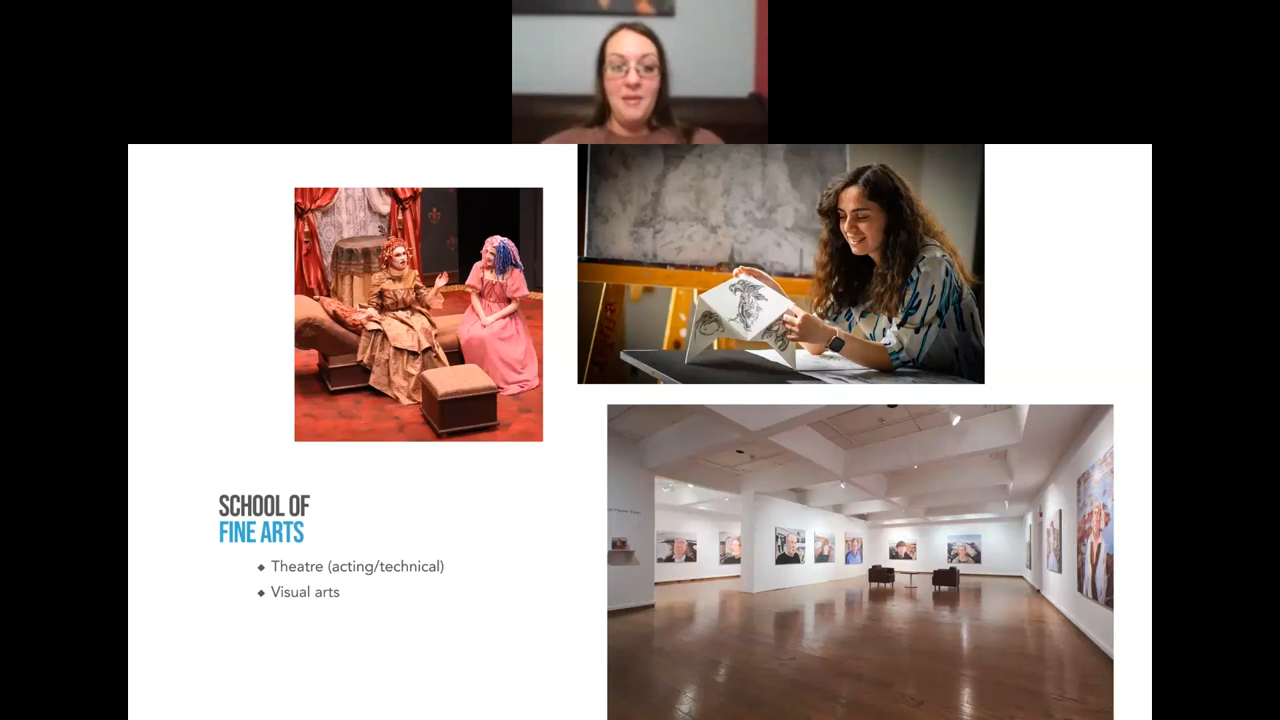 SCHOOL OF
FINE ARTS
◆ Theatre (acting/technical)
◆ Visual arts